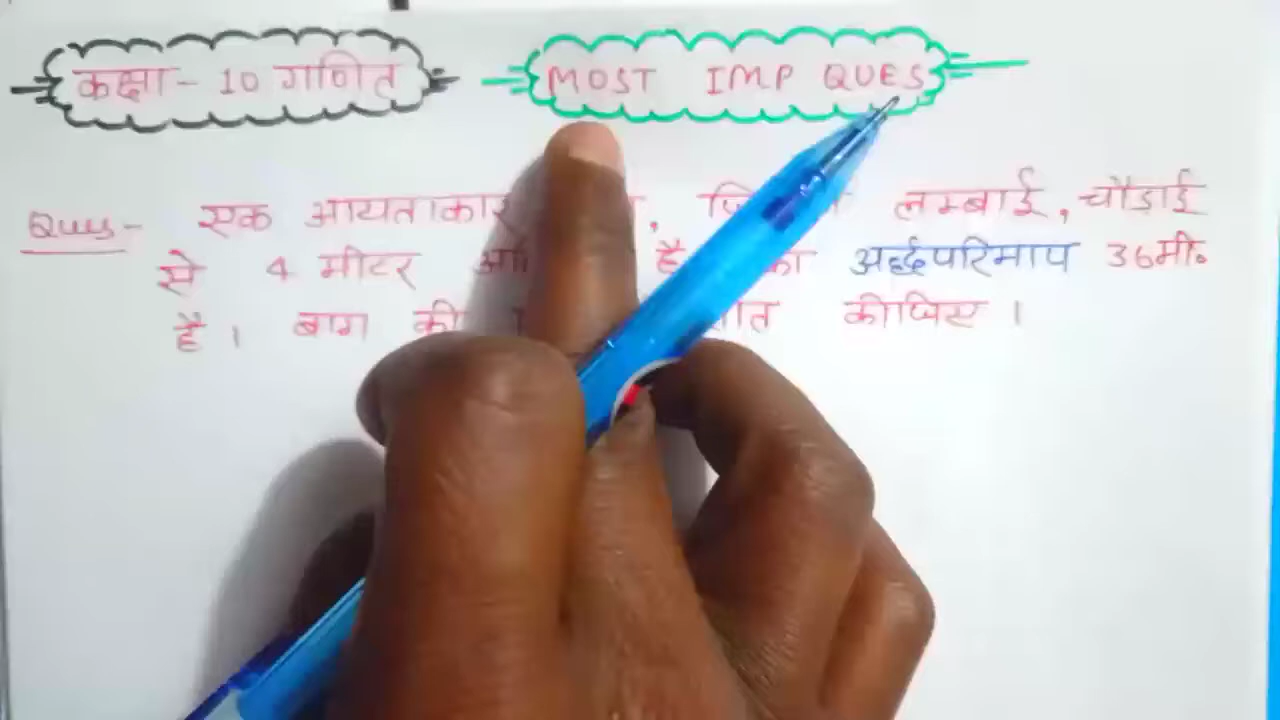 कक्षा - 10 गणित
MOST IMP QUES
Ques- एक आयताकार , लम्बाई, चौडाई
से 4 मीटर है अर्द्धपरिमाप 36मी॰
है। बाग की कीजिए।